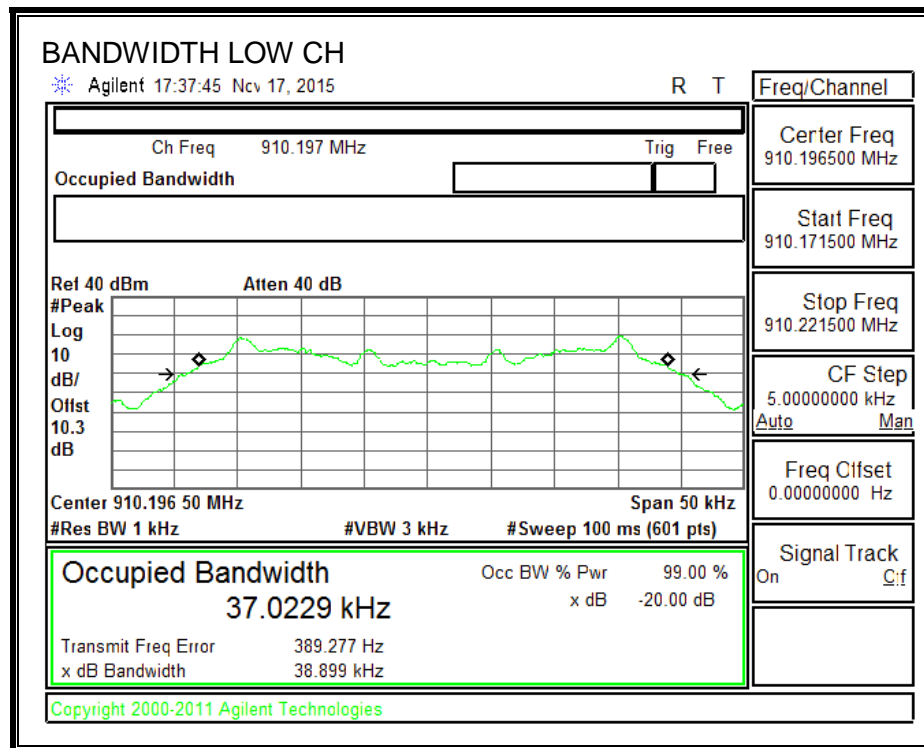 BANDWIDTH LOW CH
Agilent 17:37:45 Nov 17, 2015 R T
Freq/Channel
Ch Freq 910.197 MHz Trig Free
Occupied Bandwidth
Center Freq
910.196500 MHz
Start Freq
910.171500 MHz
Stop Freq
910.221500 MHz
CF Step
5.00000000 kHz
Auto Man
Freq Offset
0.00000000 Hz
Signal Track
On Off
Ref 40 dBm Atten 40 dB
#Peak
Log
10
dB/
Offst
10.3
dB
Center 910.196 50 MHz Span 50 kHz
#Res BW 1 kHz #VBW 3 kHz #Sweep 100 ms (601 pts)
Occupied Bandwidth
37.0229 kHz
Occ BW % Pwr 99.00 %
x dB -20.00 dB
Transmit Freq Error 389.277 Hz
x dB Bandwidth 38.899 kHz
Copyright 2000-2011 Agilent Technologies